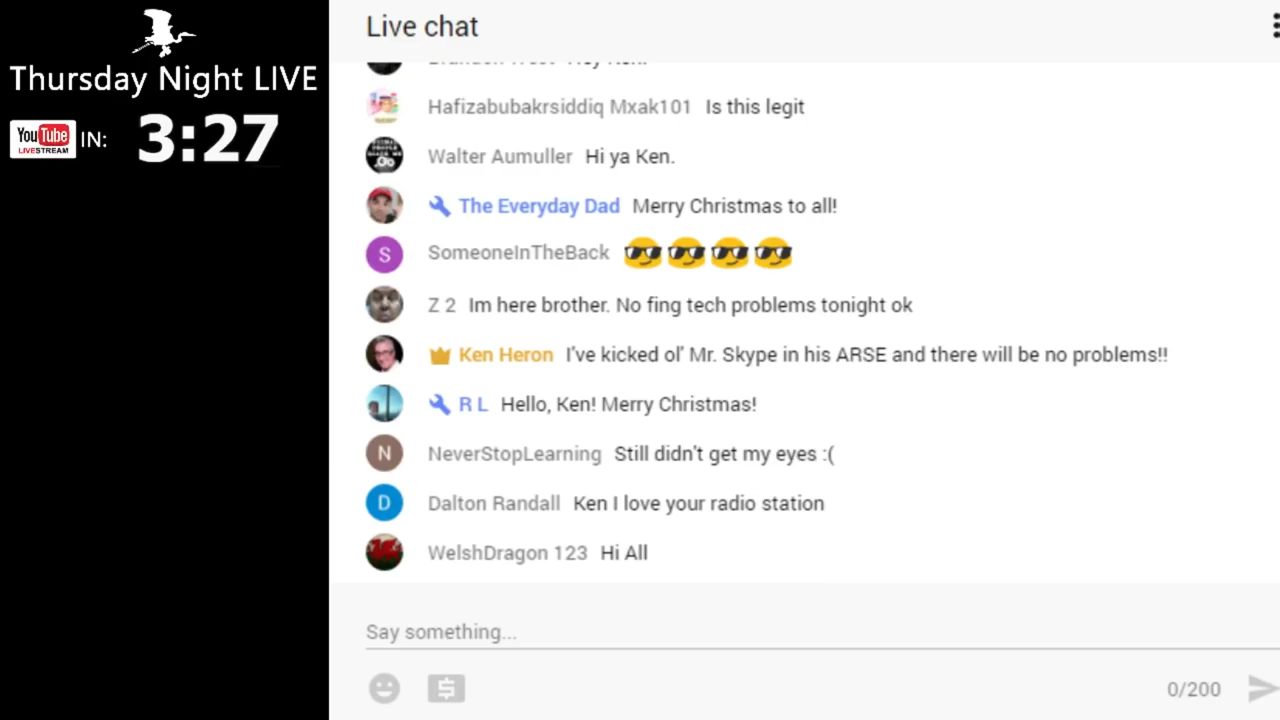 Thursday Night LIVE
YouTube
LIVESTREAM
IN:
3:27
Live chat
Hafizabubakrsiddiq Mxak101 Is this legit
Walter Aumuller Hi ya Ken.
The Everyday Dad Merry Christmas to all!
SomeoneInTheBack 😎😎😎😎
Z 2 Im here brother. No fing tech problems tonight ok
Ken Heron I've kicked ol' Mr. Skype in his ARSE and there will be no problems!!
R L Hello, Ken! Merry Christmas!
N
NeverStopLearning Still didn't get my eyes :(
D
Dalton Randall Ken I love your radio station
WelshDragon 123 Hi All
S
Say something...
0/200